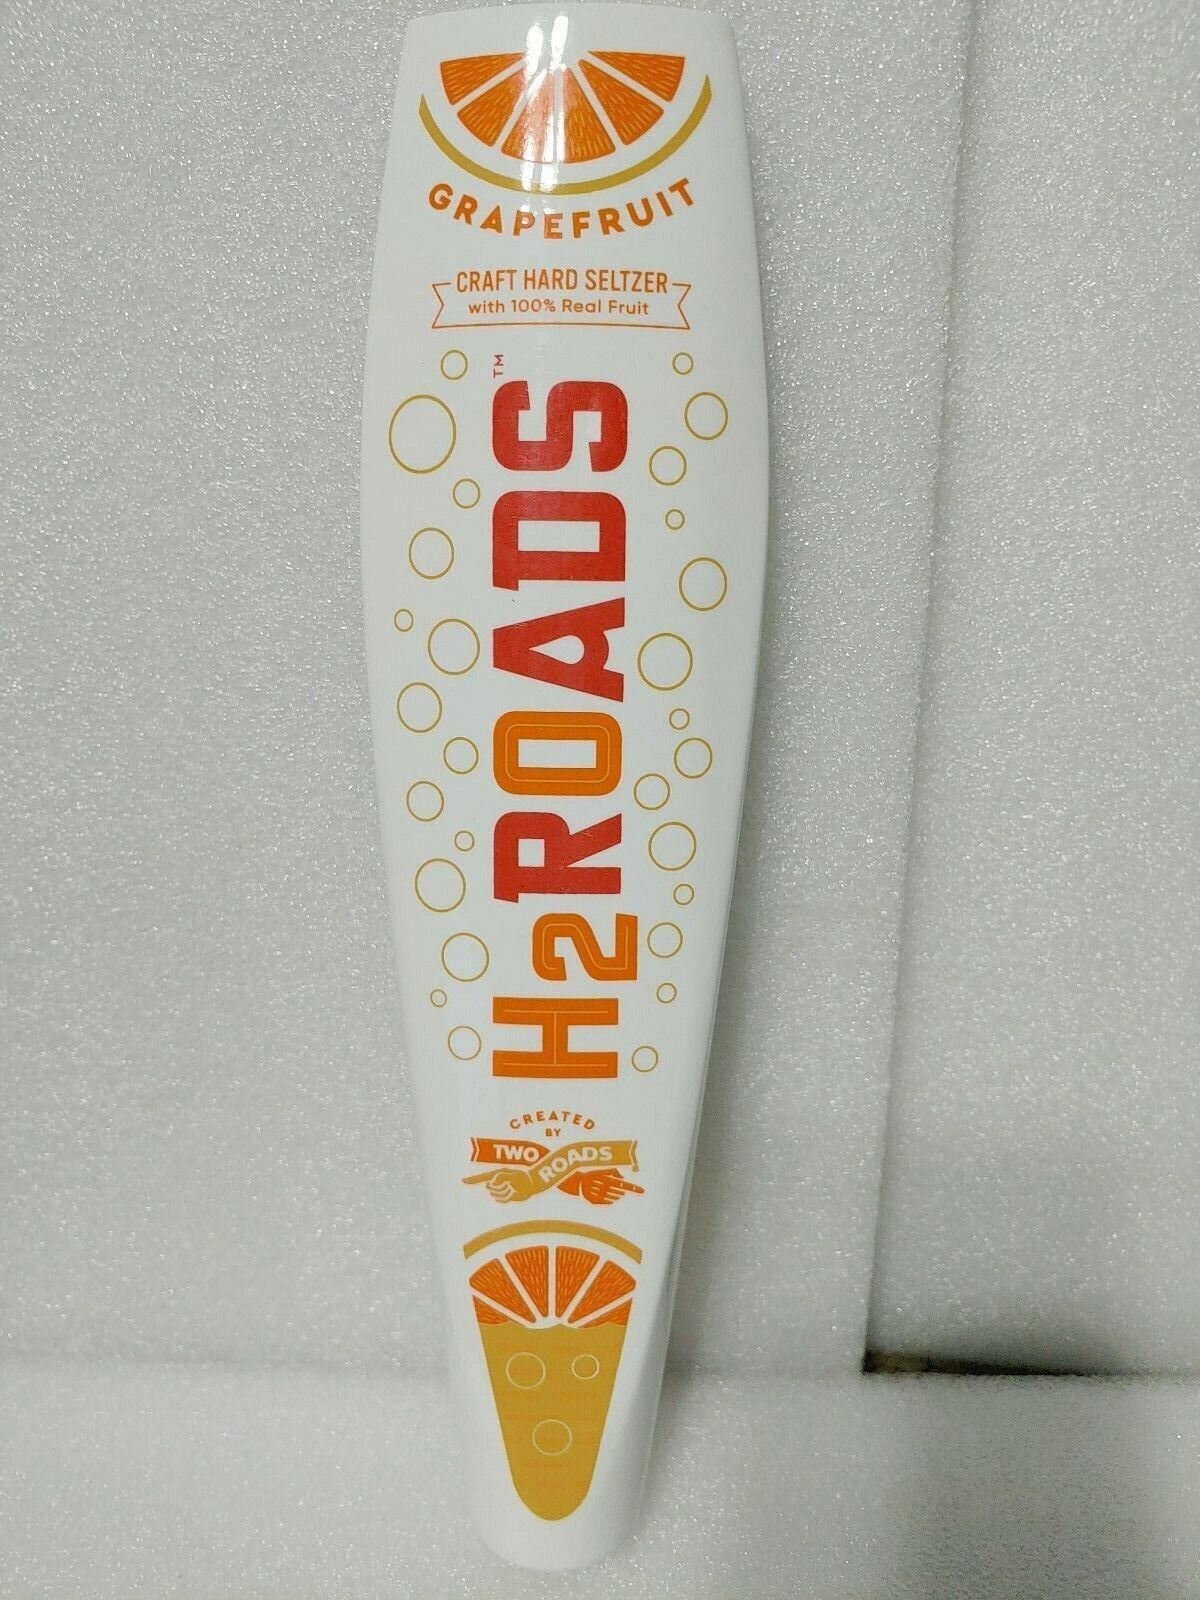 GRAPEFRUIT
CRAFT HARD SELTZER
with 100% Real Fruit
H2ROADS™
CREATED
BY
TWO ROADS